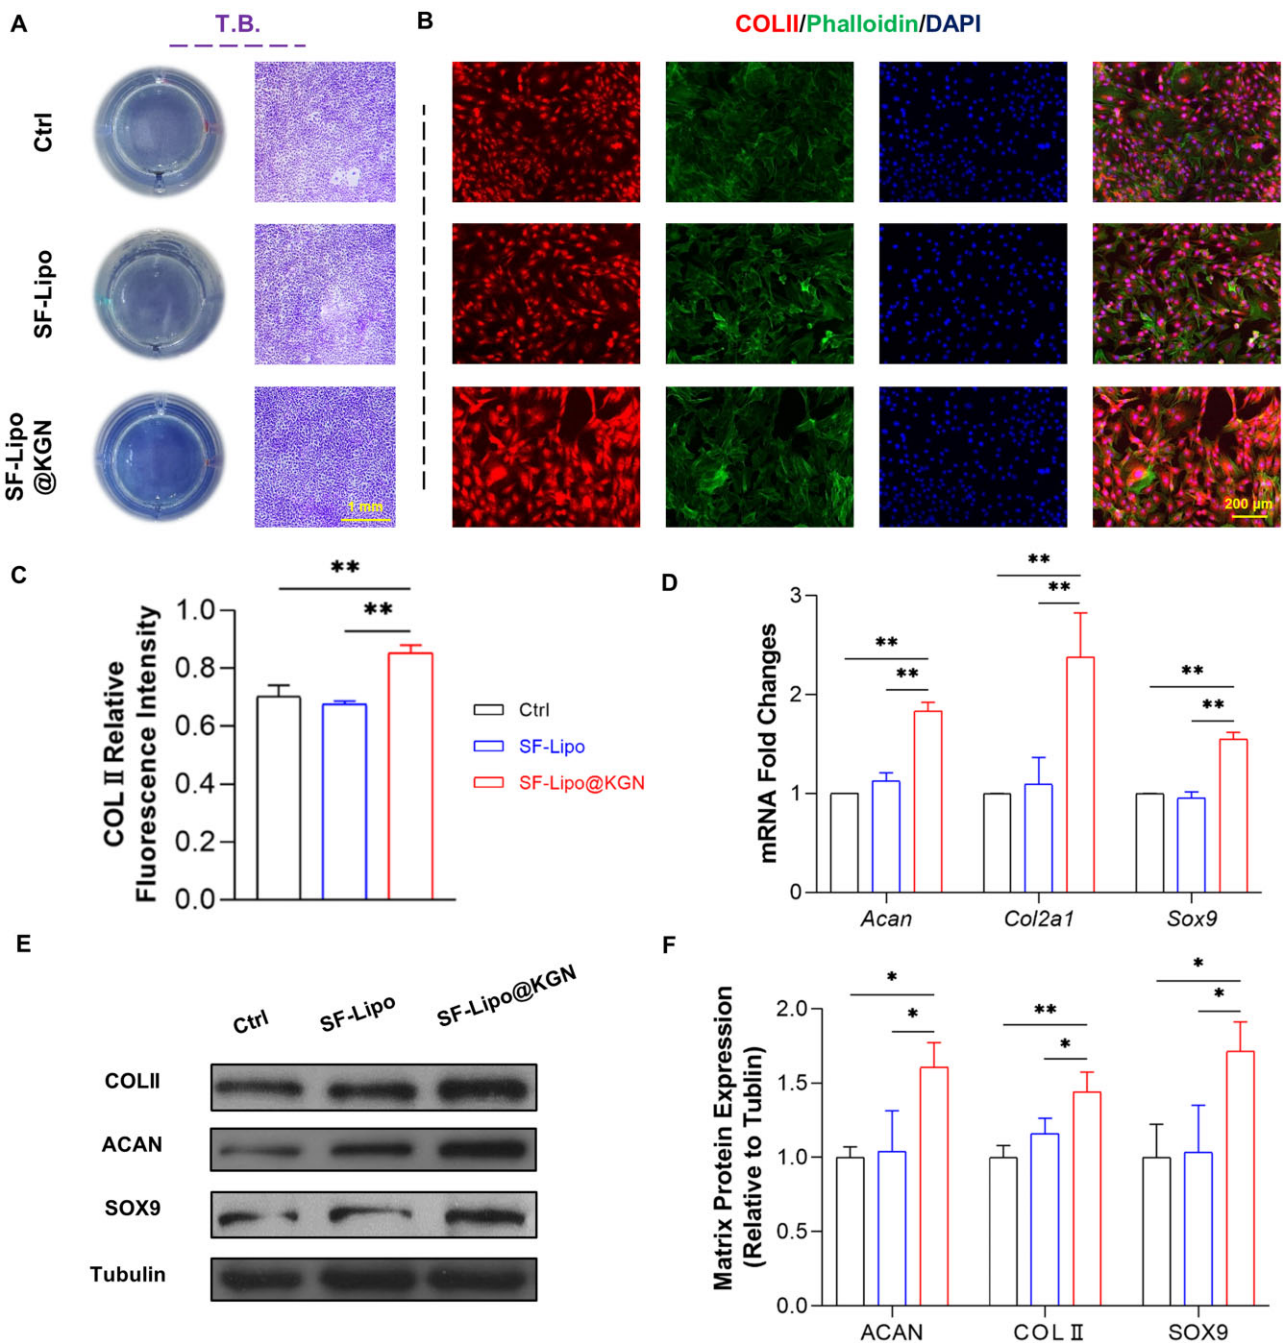 A
T.B.
B
COLII/Phalloidin/DAPI
Ctrl
SF-Lipo
SF-Lipo
@KGN
1 mm
200 μm
C
COL II Relative
Fluorescence Intensity
1.0
0.8
0.6
0.4
0.2
0.0
**
**
Ctrl
SF-Lipo
SF-Lipo@KGN
D
mRNA Fold Changes
3
2
1
0
**
**
**
**
**
**
Acan
Col2a1
Sox9
E
Ctrl
SF-Lipo
SF-Lipo@KGN
COLII
ACAN
SOX9
Tubulin
F
Matrix Protein Expression
(Relative to Tublin)
2.0
1.5
1.0
0.5
0.0
*
*
**
*
*
*
ACAN
COL II
SOX9